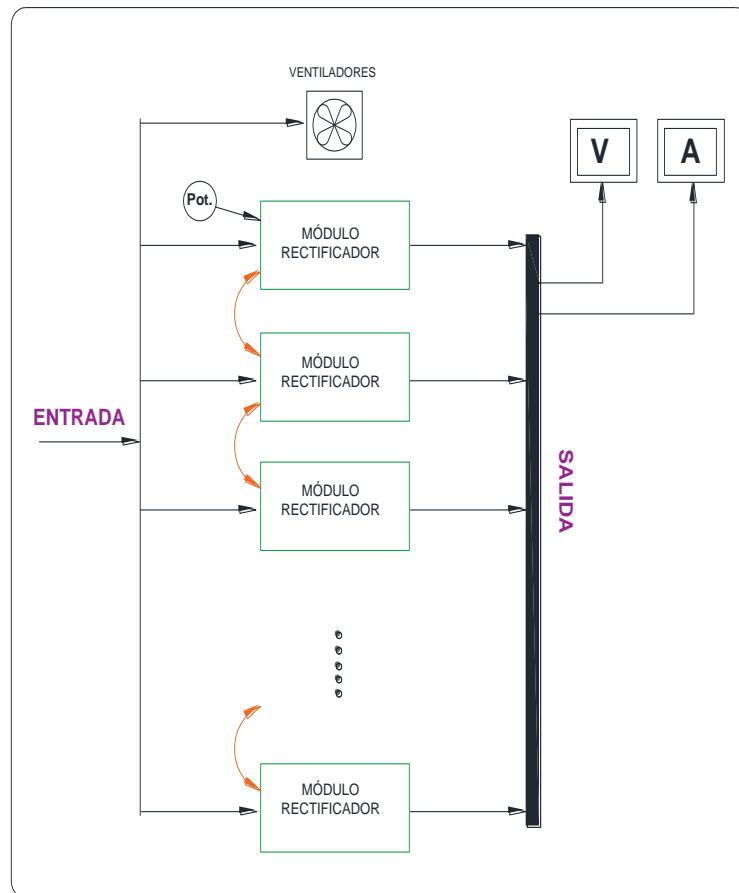 VENTILADORES
V
A
Pot.
MÓDULO
RECTIFICADOR
MÓDULO
RECTIFICADOR
ENTRADA
MÓDULO
RECTIFICADOR
SALIDA
MÓDULO
RECTIFICADOR